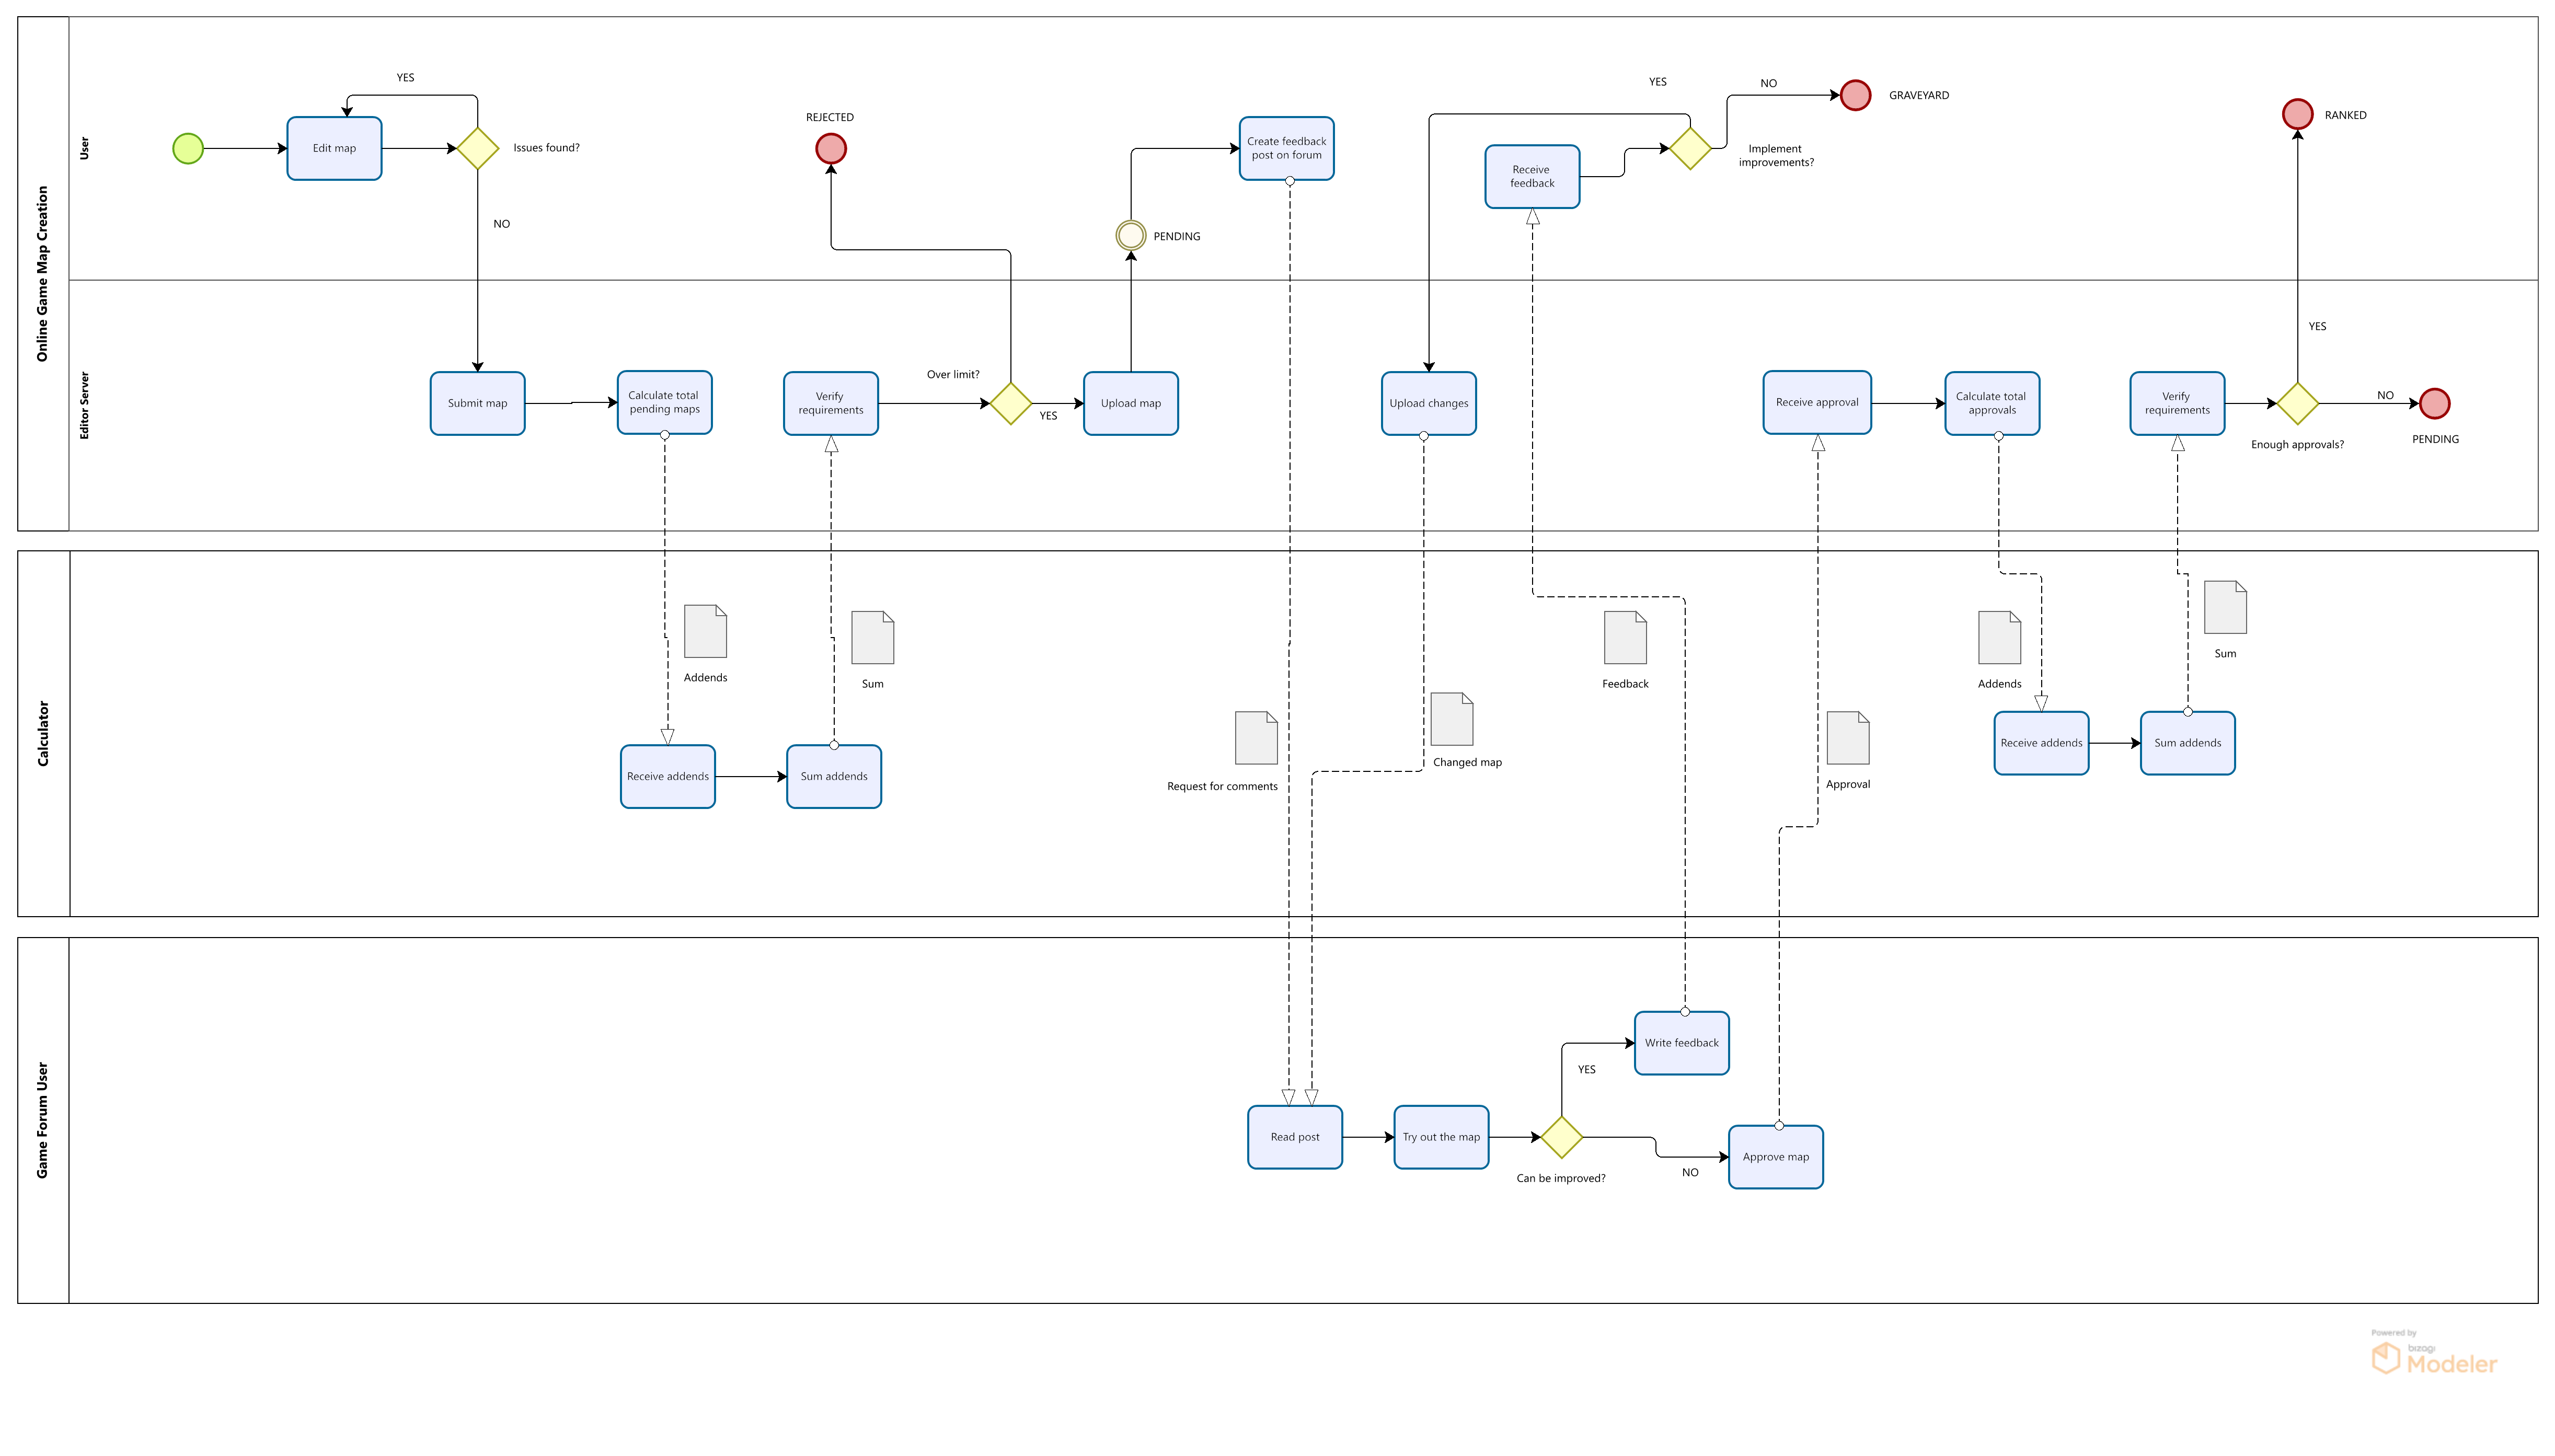 Online Game Map Creation
User
YES
Edit map
Issues found?
NO
REJECTED
PENDING
Create feedback
post on forum
Receive
feedback
YES
NO
GRAVEYARD
Implement
improvements?
RANKED
Editor Server
Submit map
Calculate total
pending maps
Verify
requirements
Over limit?
YES
Upload map
Upload changes
Receive approval
Calculate total
approvals
Verify
requirements
YES
Enough approvals?
NO
PENDING
Calculator
Addends
Sum
Receive addends
Sum addends
Request for comments
Changed map
Feedback
Approval
Addends
Sum
Receive addends
Sum addends
Game Forum User
Read post
Try out the map
Can be improved?
YES
Write feedback
NO
Approve map
Powered by
bizagi
Modeler